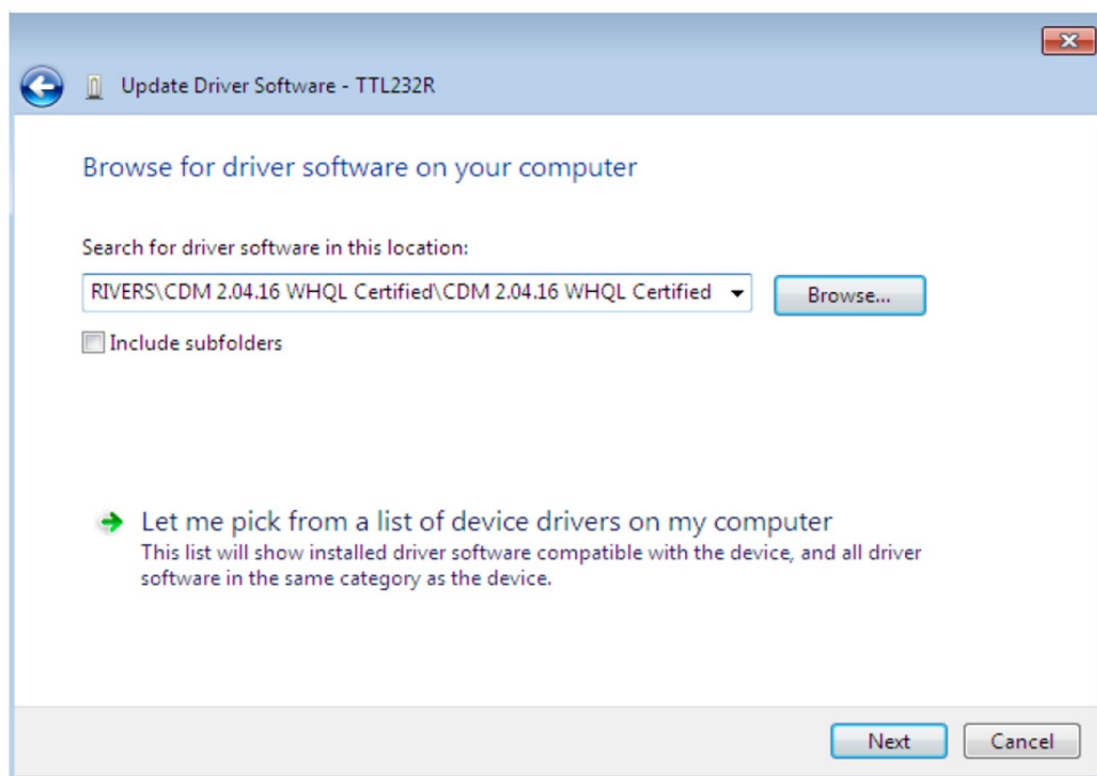 Update Driver Software - TTL232R
Browse for driver software on your computer
Search for driver software in this location:
RIVERS\CDM 2.04.16 WHQL Certified\CDM 2.04.16 WHQL Certified
Browse...
Include subfolders
Let me pick from a list of device drivers on my computer
This list will show installed driver software compatible with the device, and all driver
software in the same category as the device.
Next
Cancel